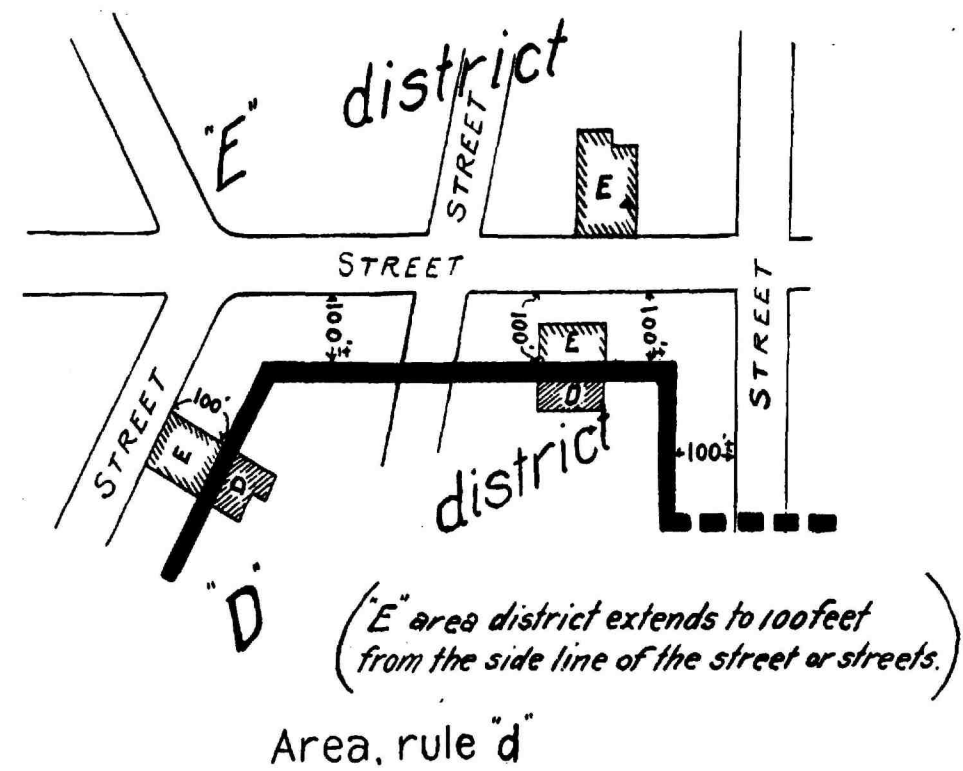 "E" district
STREET
E
STREET
100'±
100'
100'±
E
D
STREET
STREET
100'
E
D
100'±
district
"D"
("E" area district extends to 100 feet
from the side line of the street or streets.)
Area, rule "d"